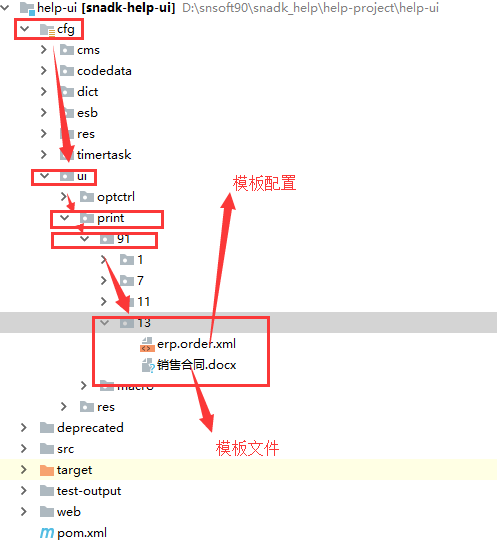 help-ui [snadk-help-ui] D:\snsoft90\snadk_help\help-project\help-ui
cfg
cms
codedata
dict
esb
res
timertask
ui
模板配置
optctrl
print
91
1
7
11
13
erp.order.xml
销售合同.docx
macro
res
deprecated
模板文件
src
target
test-output
web
pom.xml